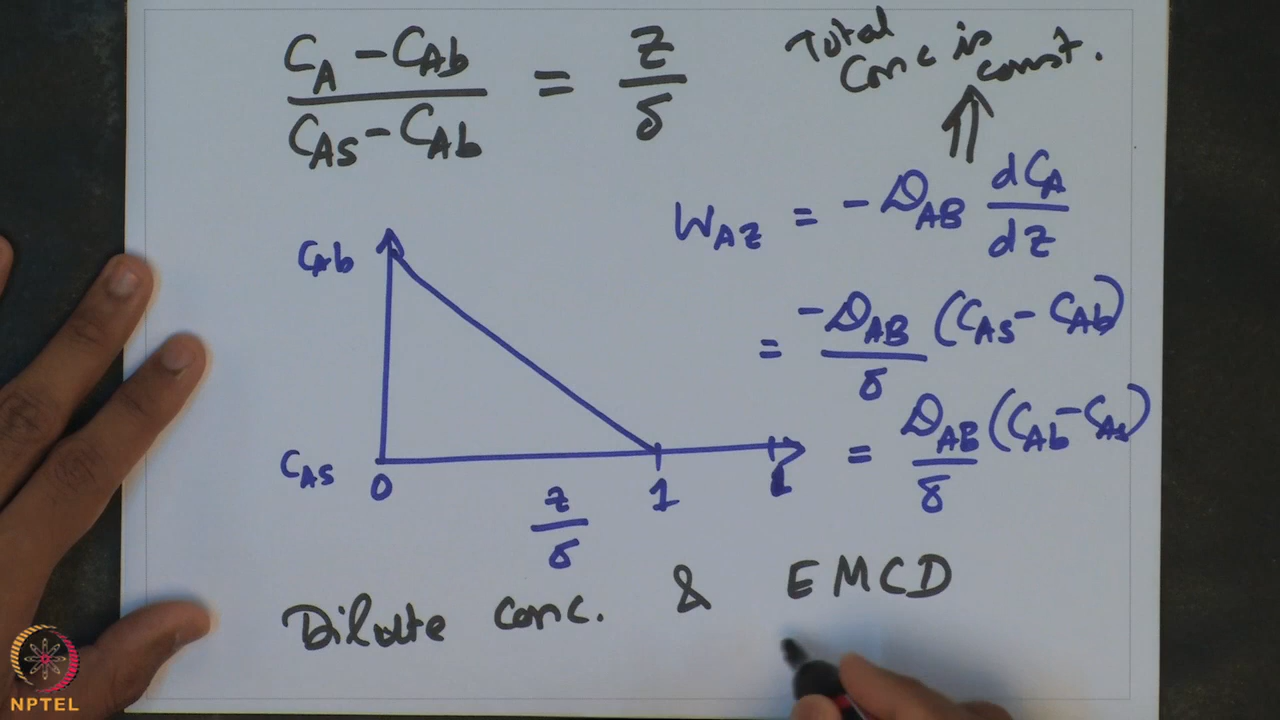 C_A - C_Ab / C_As - C_Ab = z / δ
Total
Conc is
const.
⇑
W_AZ = - D_AB dC_A / dz
= - D_AB / δ (C_As - C_Ab)
= D_AB / δ (C_Ab - C_As)
C_Ab
C_As
0
z / δ
1
Dilute conc. & EMCD
NPTEL